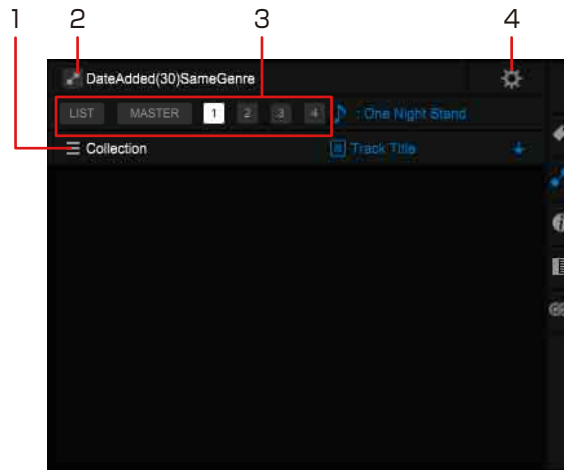 1 2 3 4
DateAdded(30)SameGenre
LIST MASTER 1 2 3 4 : One Night Stand
Collection Track Title